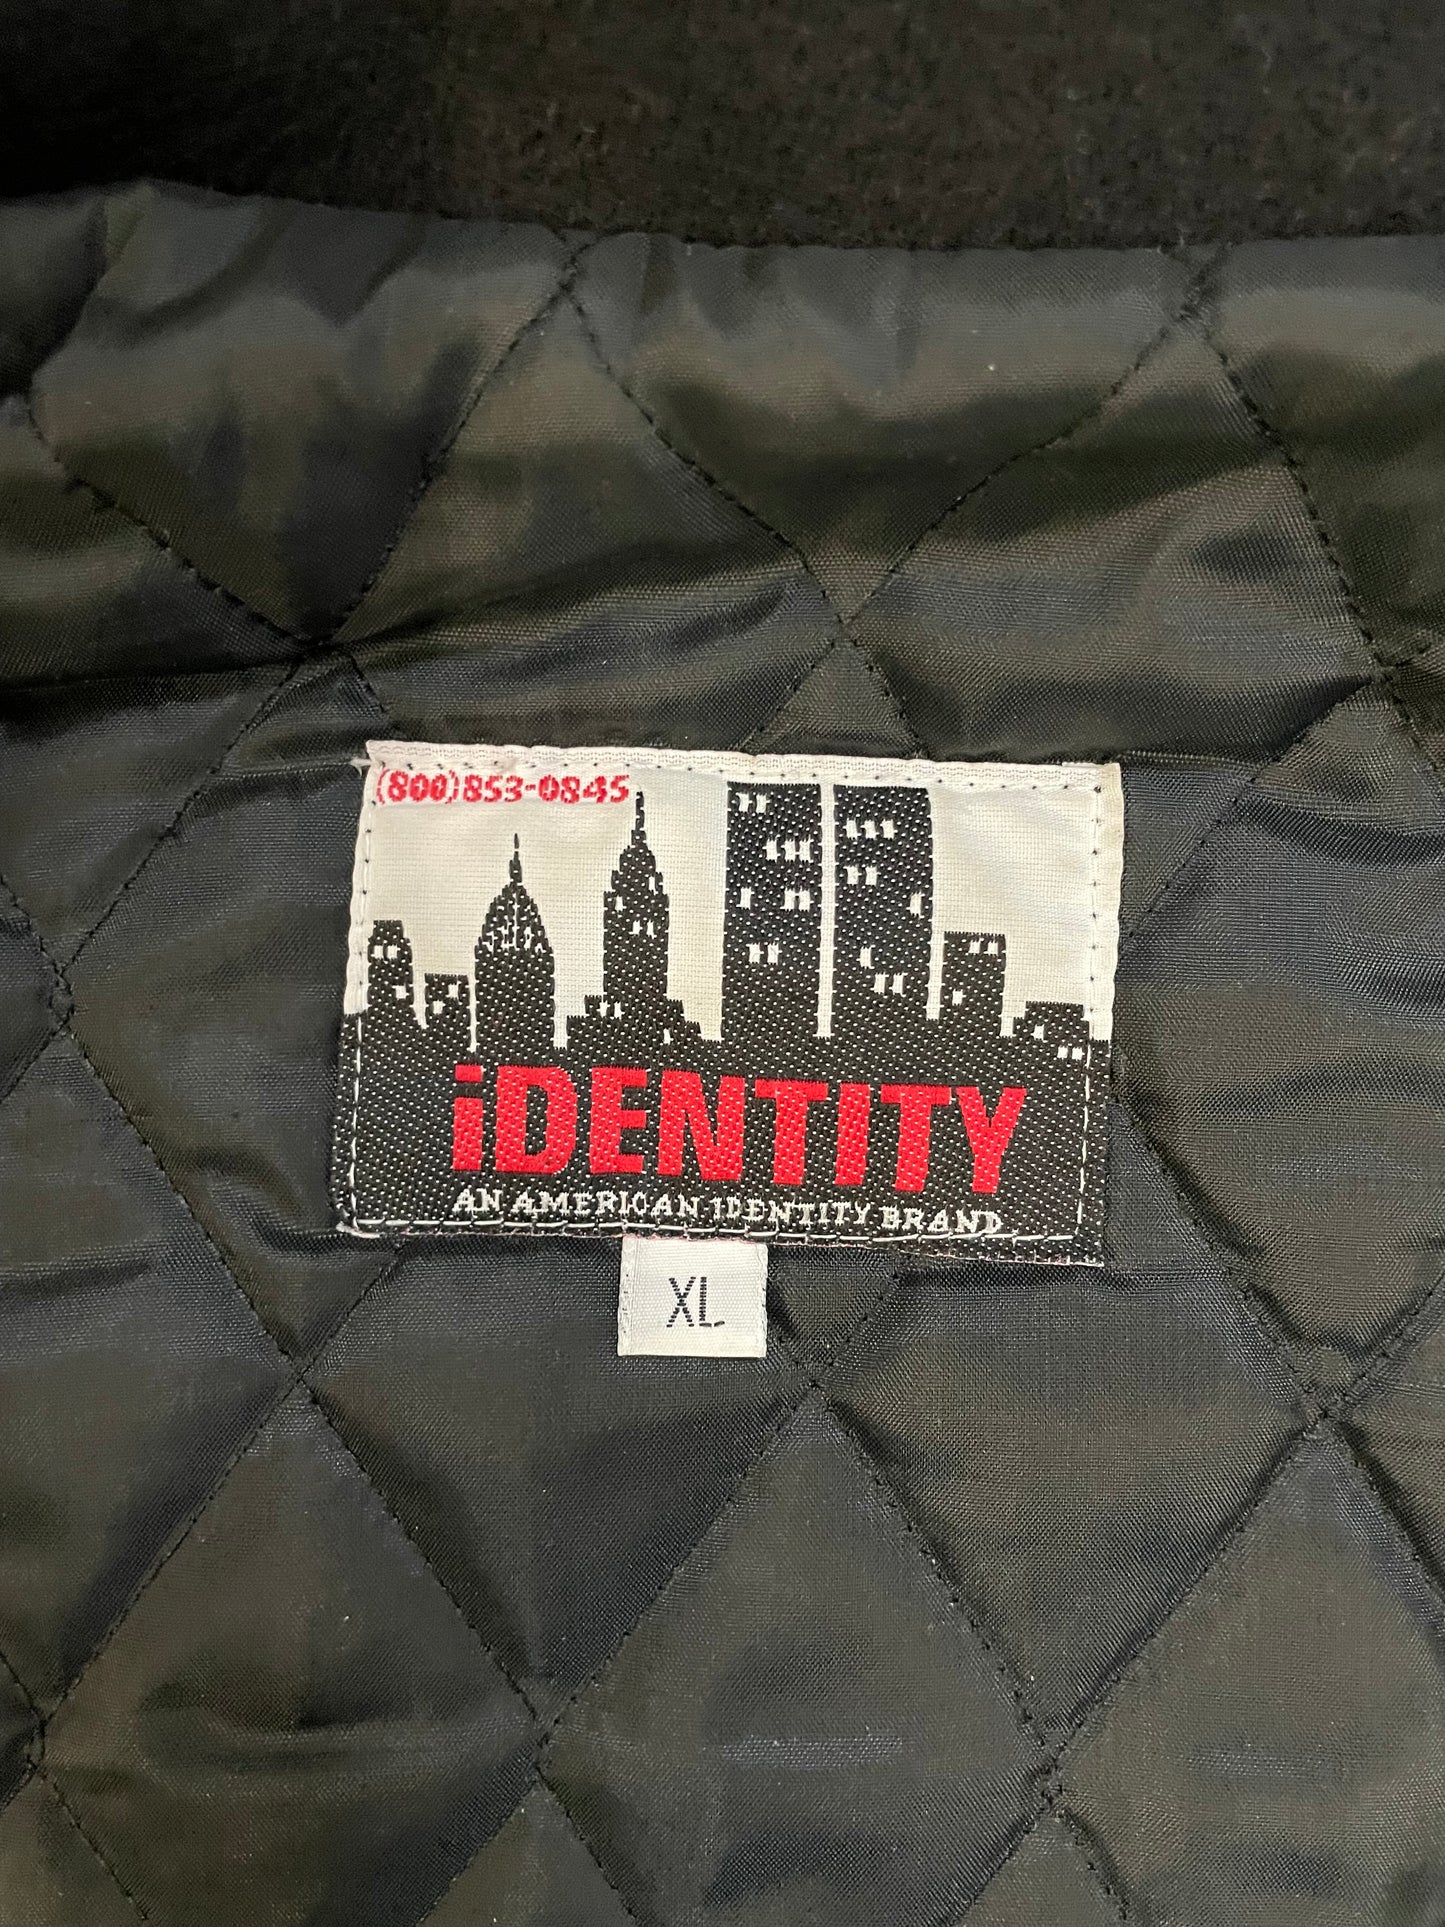 (800)853-0845
iDENTITY
AN AMERICAN IDENTITY BRAND
XL